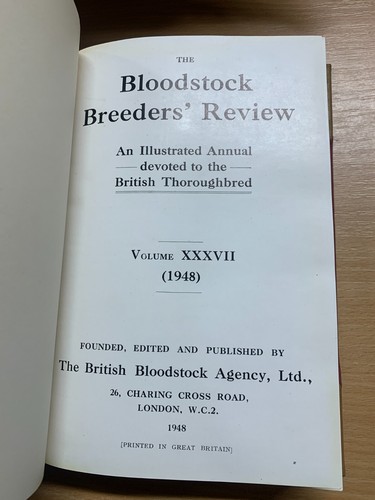 THE
Bloodstock
Breeders' Review
An Illustrated Annual
devoted to the
British Thoroughbred
VOLUME XXXVII
(1948)
FOUNDED, EDITED AND PUBLISHED BY
The British Bloodstock Agency, Ltd.,
26, CHARING CROSS ROAD,
LONDON, W.C.2.
1948
[PRINTED IN GREAT BRITAIN]